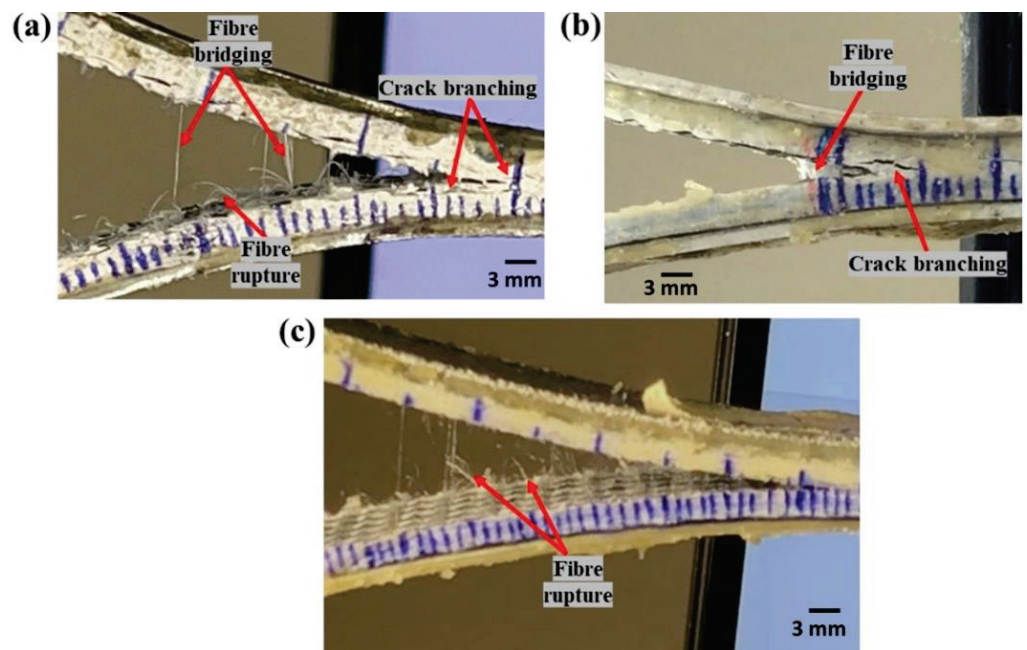 (a)
Fibre
bridging
Crack branching
Fibre
rupture
3 mm
(b)
Fibre
bridging
Crack branching
3 mm
(c)
Fibre
rupture
3 mm